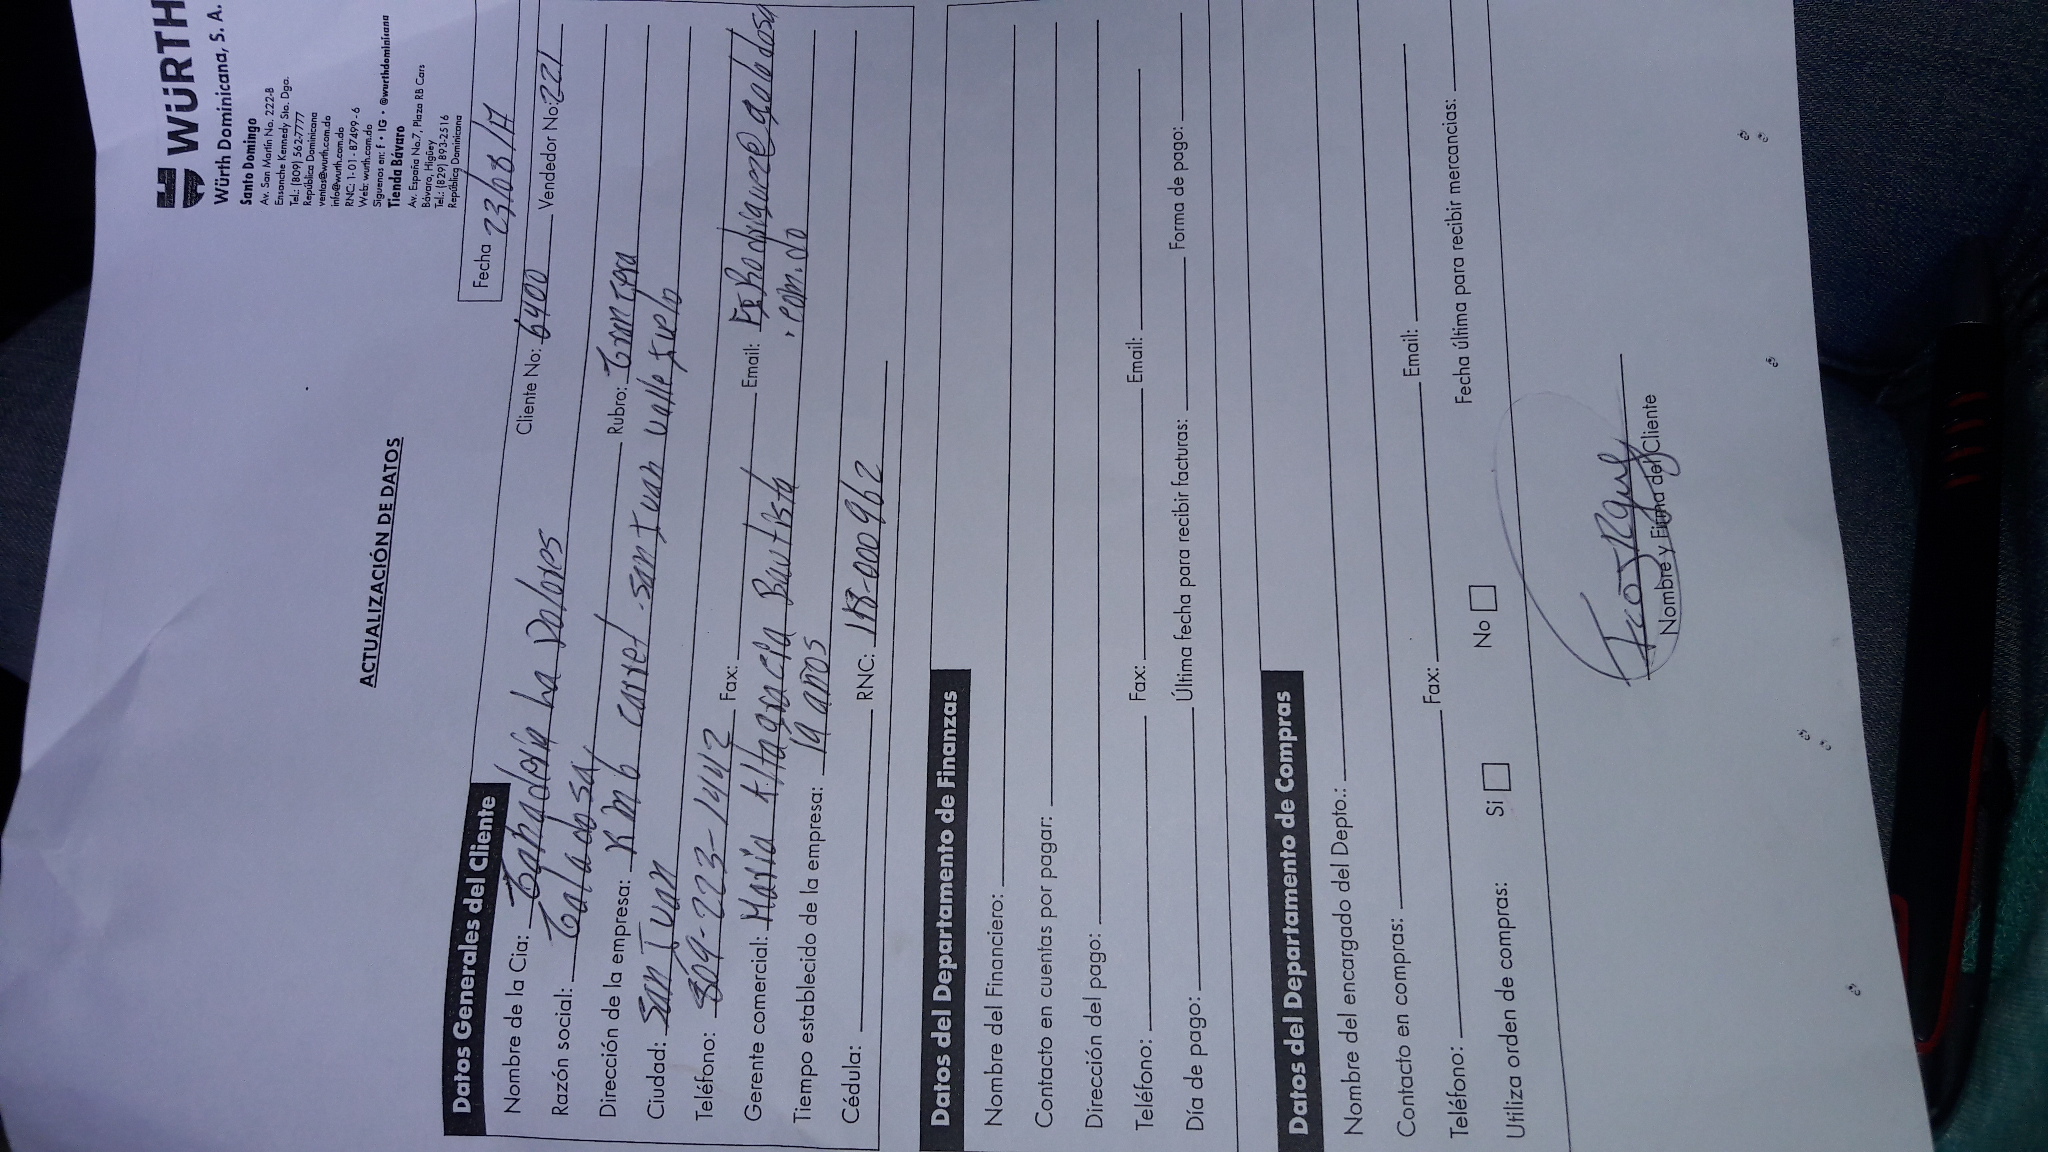 WÜRTH
Würth Dominicana, S. A.
Santo Domingo
Av. San Martín No. 222-B
Ensanche Kennedy Sto. Dgo.
Tel.: (809) 562-7777
República Dominicana
ventas@wurth.com.do
info@wurth.com.do
RNC: 1-01-87499-6
Web: wurth.com.do
Siguenos en: f • IG • @wurthdominicana
Tienda Bávaro
Av. España No.7, Plaza RB Cars
Bávaro, Higüey
Tel.: (829) 893-2516
República Dominicana
ACTUALIZACIÓN DE DATOS
Datos Generales del Cliente
Fecha 23/08/17
Nombre de la Cia: Ganadería La Dolores Cliente No: 6400 Vendedor No: 221
Razón social: Galadosa, Rubro: Granjera
Dirección de la empresa: Km 6 carret San Juan valle juelo
Ciudad: San Juan
Teléfono: 809-223-1442 Fax: Email: FJRodriguez@galadosa
.com.do
Gerente comercial: Maria Altagracia Bautista
Tiempo establecido de la empresa: 19 años
Cédula: RNC: 118-000962
Datos del Departamento de Finanzas
Nombre del Financiero:
Contacto en cuentas por pagar:
Dirección del pago:
Teléfono: Fax: Email:
Día de pago: Última fecha para recibir facturas: Forma de pago:
Datos del Departamento de Compras
Nombre del encargado del Depto.:
Contacto en compras:
Teléfono: Fax: Email:
Utiliza orden de compras: Si No Fecha última para recibir mercancias:
Nombre y Firma del Cliente